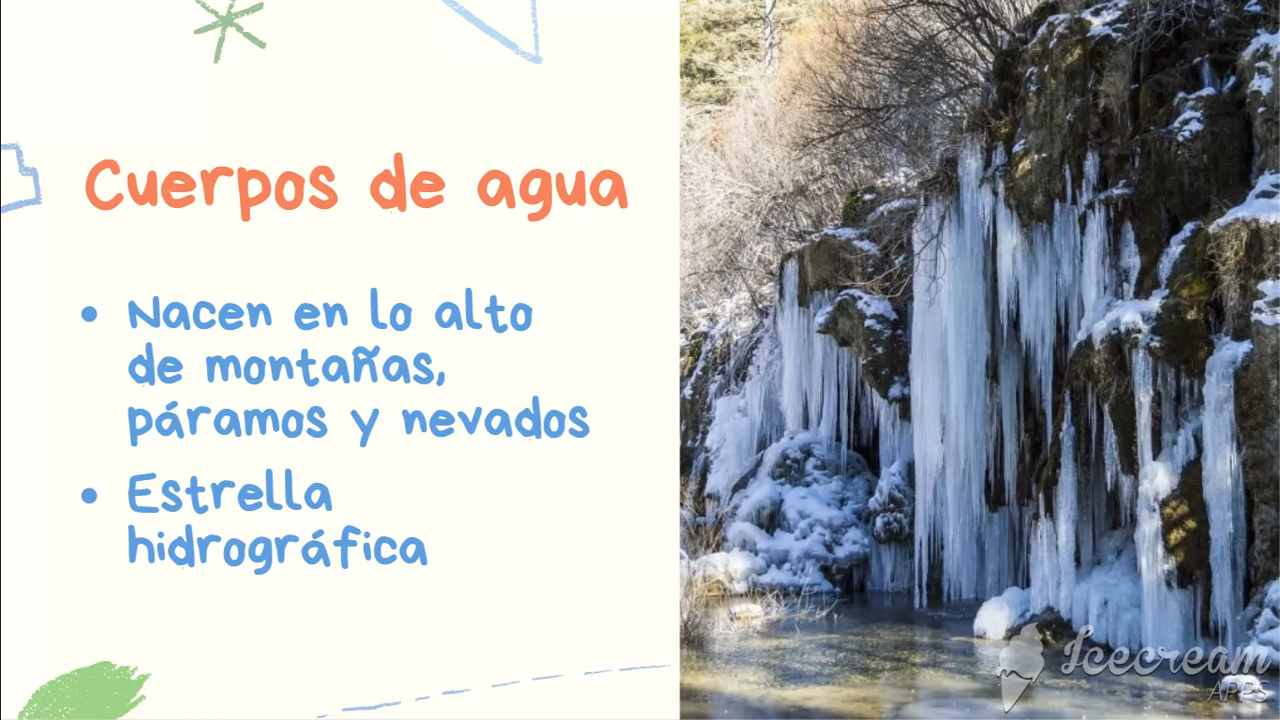 Cuerpos de agua
• Nacen en lo alto
de montañas,
páramos y nevados
• Estrella
hidrográfica
Icecream
APPS